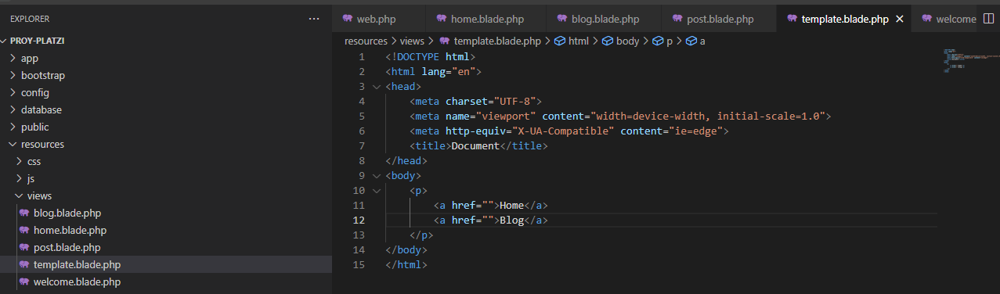 EXPLORER
PROY-PLATZI
app
bootstrap
config
database
public
resources
css
js
views
blog.blade.php
home.blade.php
post.blade.php
template.blade.php
welcome.blade.php
web.php home.blade.php blog.blade.php post.blade.php template.blade.php welcome
resources > views > template.blade.php > html > body > p > a
1 <!DOCTYPE html>
2 <html lang="en">
3 <head>
4 <meta charset="UTF-8">
5 <meta name="viewport" content="width=device-width, initial-scale=1.0">
6 <meta http-equiv="X-UA-Compatible" content="ie=edge">
7 <title>Document</title>
8 </head>
9 <body>
10 <p>
11 <a href="">Home</a>
12 <a href="">Blog</a>
13 </p>
14 </body>
15 </html>